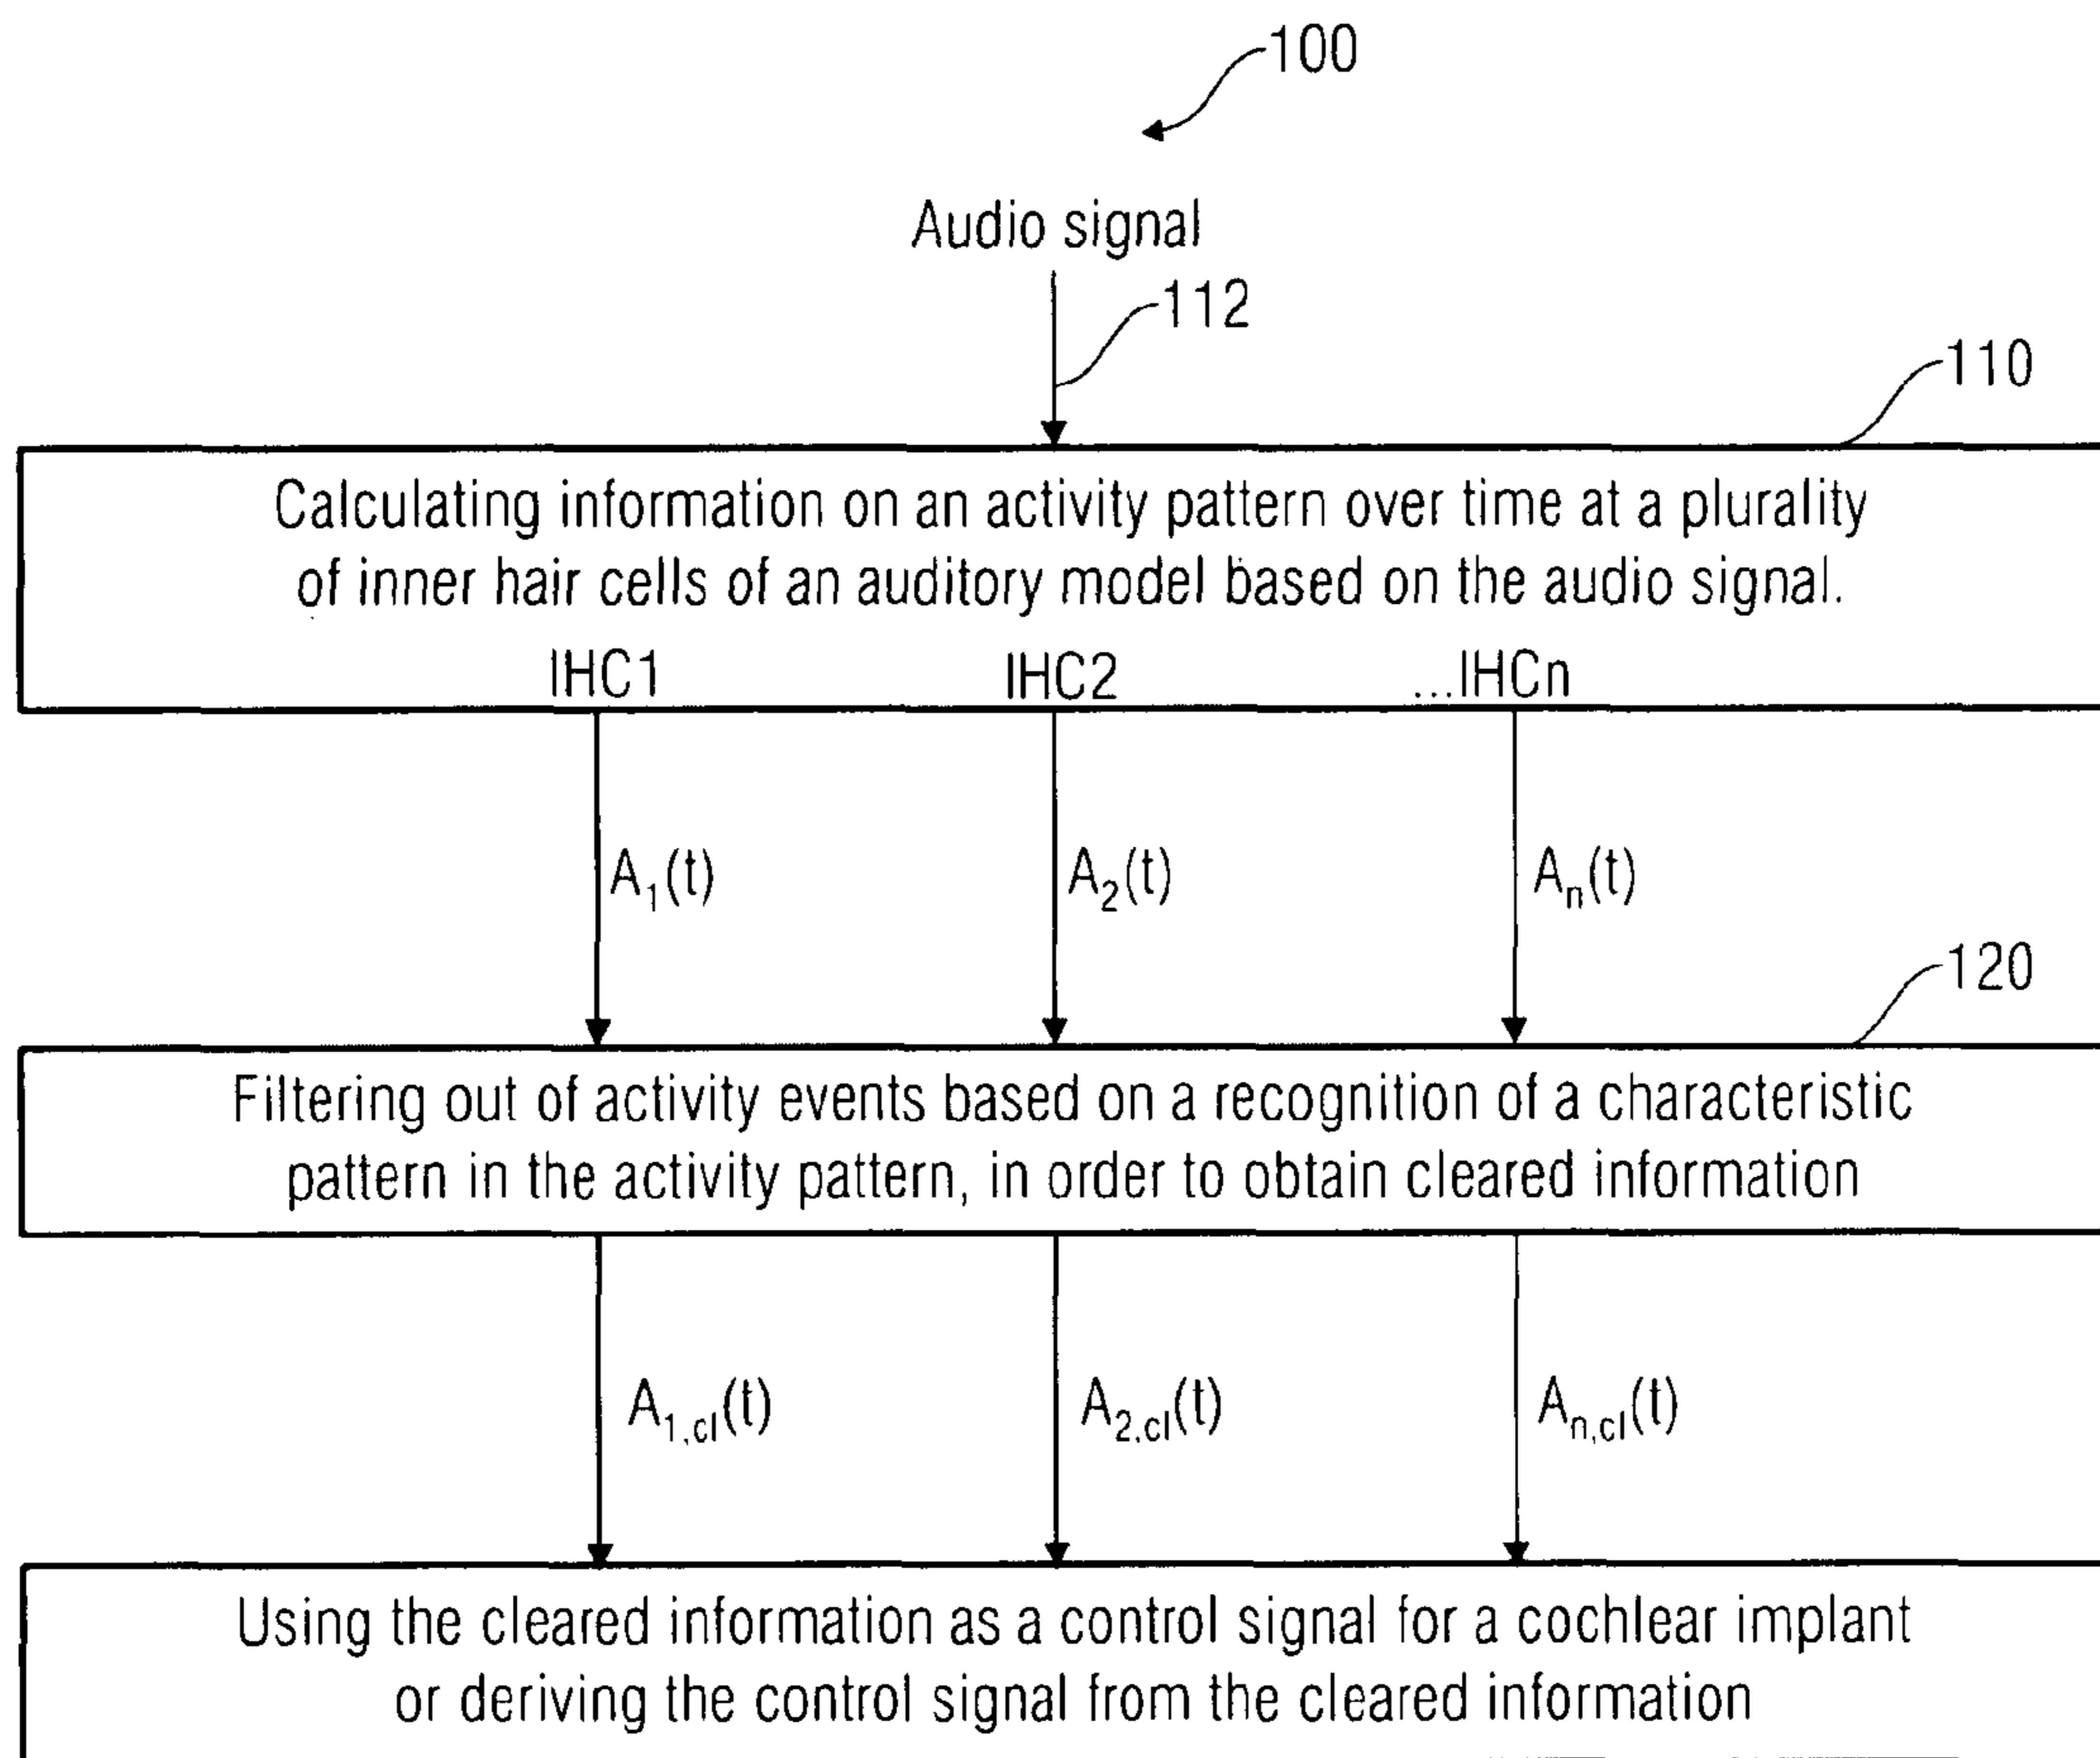 100
Audio signal
112
110
Calculating information on an activity pattern over time at a plurality
of inner hair cells of an auditory model based on the audio signal.
IHC1 IHC2 ...IHCn
A1(t) A2(t) An(t)
120
Filtering out of activity events based on a recognition of a characteristic
pattern in the activity pattern, in order to obtain cleared information
A1,cl(t) A2,cl(t) An,cl(t)
Using the cleared information as a control signal for a cochlear implant
or deriving the control signal from the cleared information